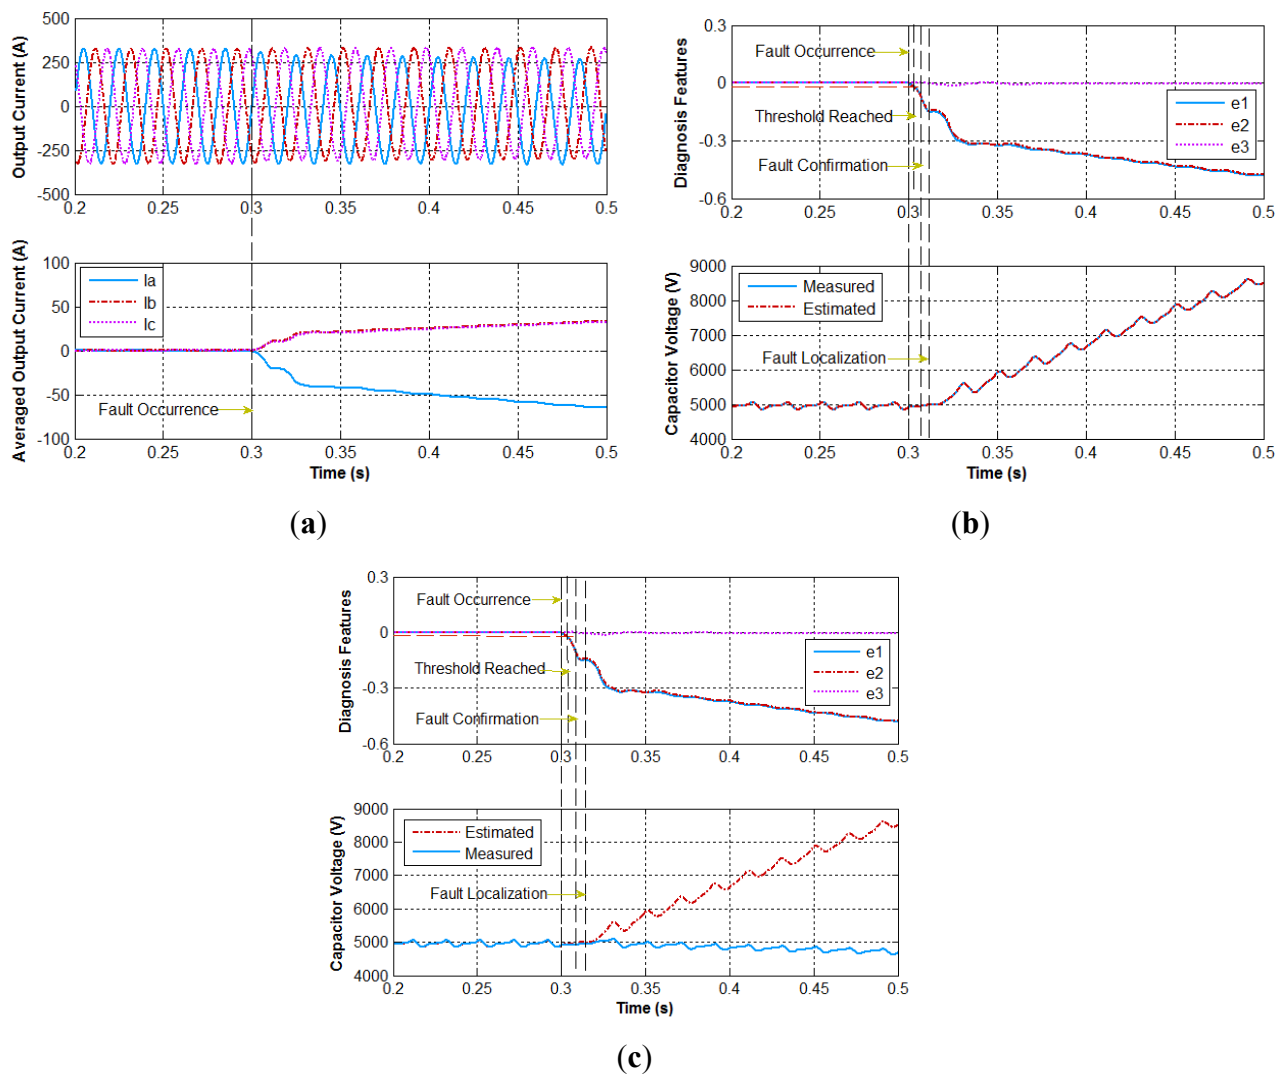 Output Current (A)
500
250
0
-250
-500
0.2 0.25 0.3 0.35 0.4 0.45 0.5
Averaged Output Current (A)
100
50
0
-50
-100
Ia
Ib
Ic
Fault Occurrence
0.2 0.25 0.3 0.35 0.4 0.45 0.5
Time (s)
(a)
Diagnosis Features
0.3
0
-0.3
-0.6
Fault Occurrence
Threshold Reached
Fault Confirmation
e1
e2
e3
0.2 0.25 0.3 0.35 0.4 0.45 0.5
Capacitor Voltage (V)
9000
8000
7000
6000
5000
4000
Measured
Estimated
Fault Localization
0.2 0.25 0.3 0.35 0.4 0.45 0.5
Time (s)
(b)
Diagnosis Features
0.3
0
-0.3
-0.6
Fault Occurrence
Threshold Reached
Fault Confirmation
e1
e2
e3
0.2 0.25 0.3 0.35 0.4 0.45 0.5
Capacitor Voltage (V)
9000
8000
7000
6000
5000
4000
Estimated
Measured
Fault Localization
0.2 0.25 0.3 0.35 0.4 0.45 0.5
Time (s)
(c)